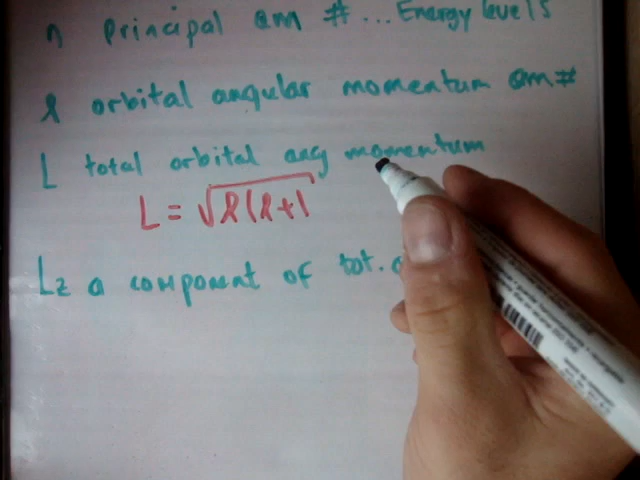 n principal qm # ... Energy levels
l orbital angular momentum qm #
L total orbital ang momentum
L = √l(l+1
Lz a component of tot.